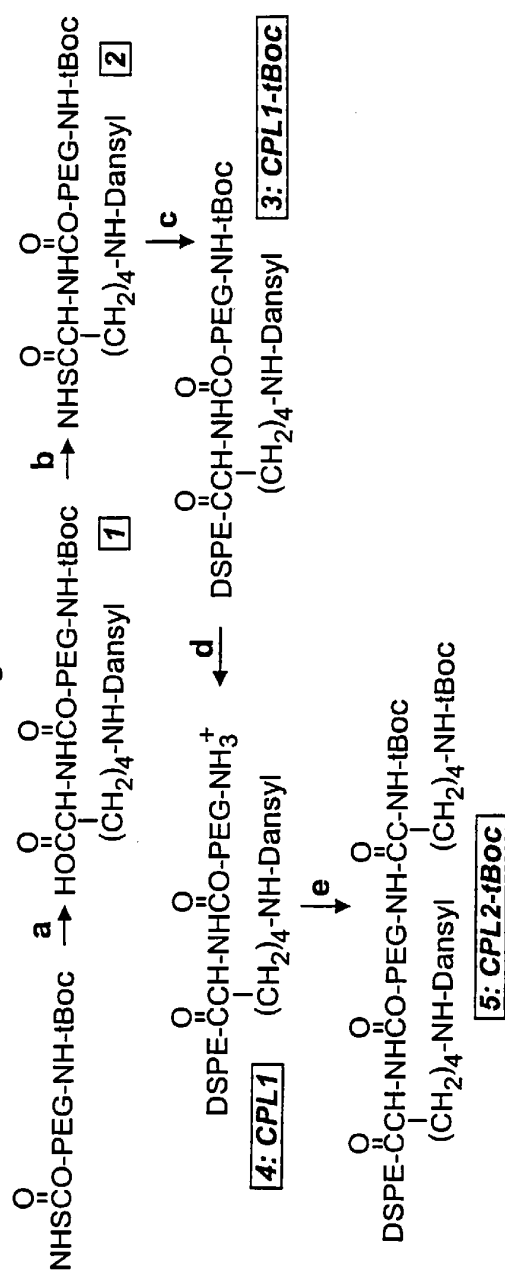 O O O O O
NHSCO-PEG-NH-tBoc a HOCCH-NHCO-PEG-NH-tBoc b NHSCCH-NHCO-PEG-NH-tBoc
(CH2)4-NH-Dansyl 1 (CH2)4-NH-Dansyl 2
c
O O O O
DSPE-CCH-NHCO-PEG-NH3+ d DSPE-CCH-NHCO-PEG-NH-tBoc
(CH2)4-NH-Dansyl (CH2)4-NH-Dansyl
4: CPL1 3: CPL1-tBoc
e
O O O
DSPE-CCH-NHCO-PEG-NH-CC-NH-tBoc
(CH2)4-NH-Dansyl (CH2)4-NH-tBoc
5: CPL2-tBoc